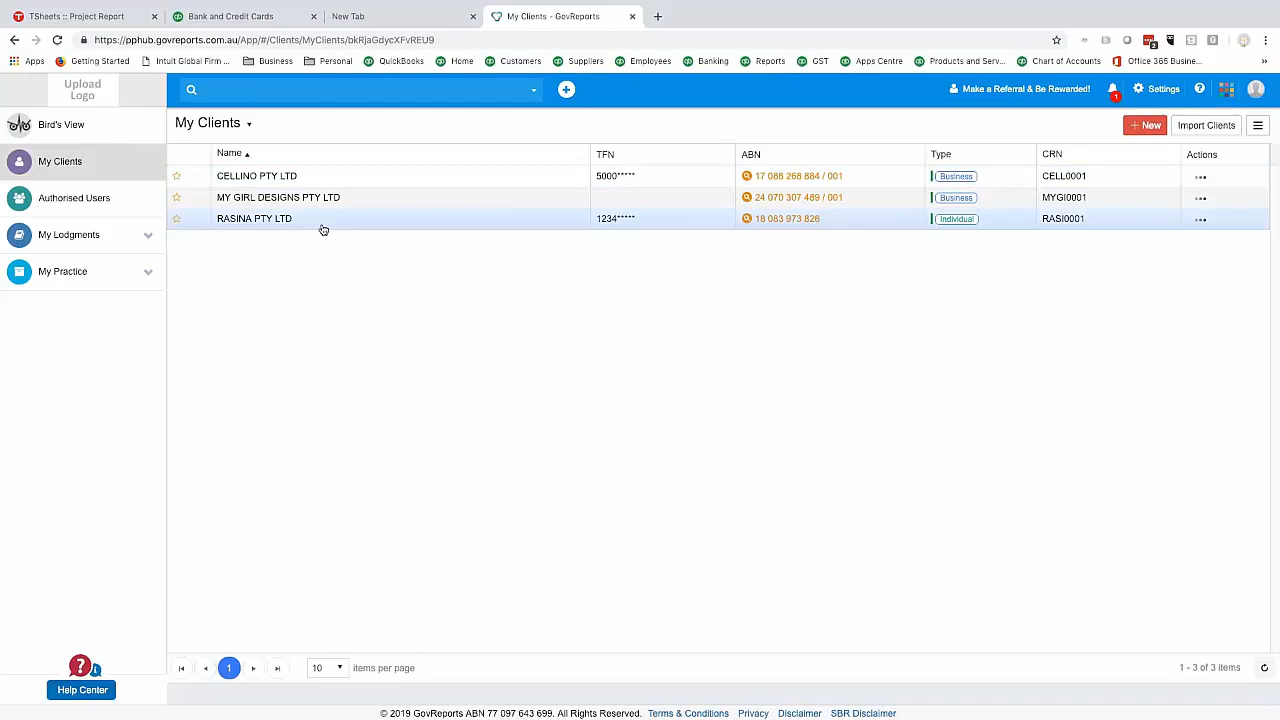 TSheets :: Project Report
Bank and Credit Cards
New Tab
My Clients - GovReports
https://pphub.govreports.com.au/App/#/Clients/MyClients/bkRjaGdycXFvREU9
2
Apps Getting Started Intuit Global Firm ... Business Personal QuickBooks Home Customers Suppliers Employees Banking Reports GST Apps Centre Products and Serv... Chart of Accounts Office 365 Busine... »
Upload
Logo
Make a Referral & Be Rewarded! 1 Settings
Bird's View
My Clients
Authorised Users
My Lodgments
My Practice
My Clients
+ New Import Clients
Name TFN ABN Type CRN Actions
CELLINO PTY LTD 5000***** 17 088 268 884 / 001 Business CELL0001
MY GIRL DESIGNS PTY LTD 24 070 307 489 / 001 Business MYGI0001
RASINA PTY LTD 1234***** 18 083 973 826 Individual RASI0001
?
i
Help Center
1 10 items per page 1 - 3 of 3 items
© 2019 GovReports ABN 77 097 643 699. All Rights Reserved. Terms & Conditions Privacy Disclaimer SBR Disclaimer